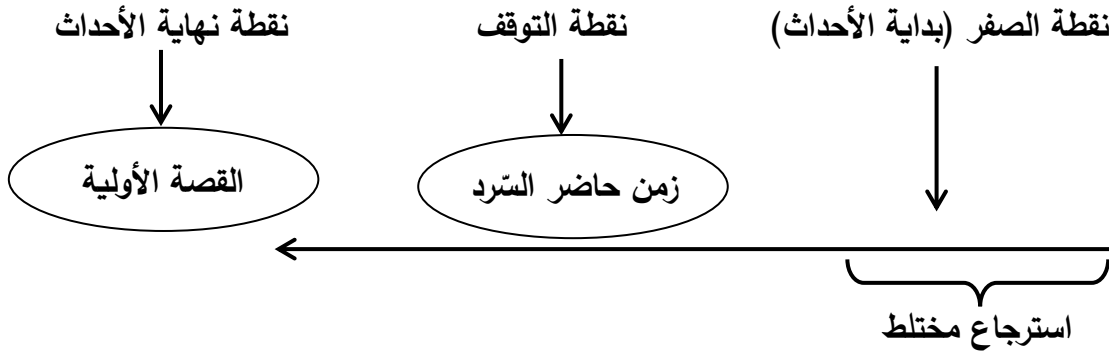 نقطة الصفر (بداية الأحداث)
نقطة التوقف
نقطة نهاية الأحداث
زمن حاضر السّرد
القصة الأولية
استرجاع مختلط